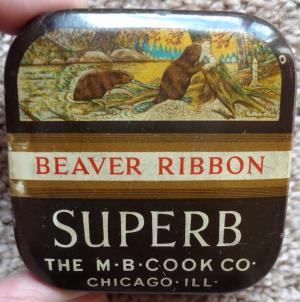 BEAVER RIBBON
SUPERB
THE M·B·COOK CO·
CHICAGO·ILL·